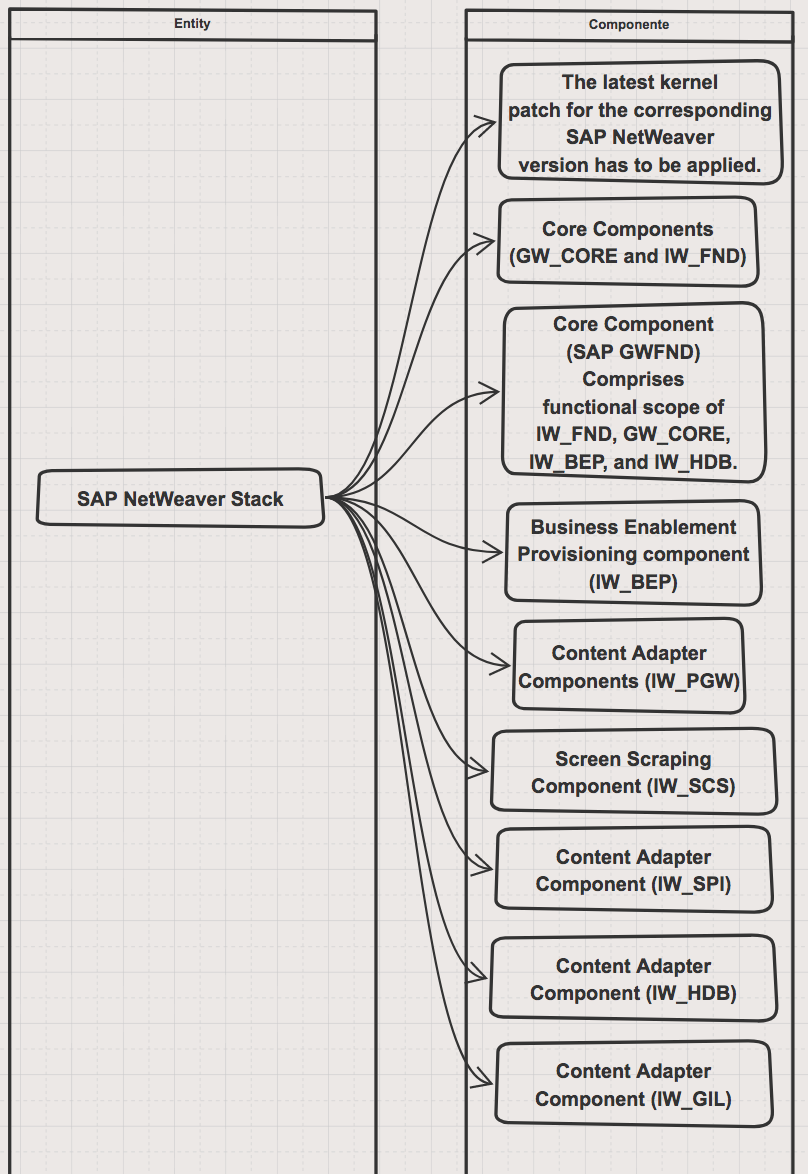 Entity
Componente
The latest kernel
patch for the corresponding
SAP NetWeaver
version has to be applied.
Core Components
(GW_CORE and IW_FND)
Core Component
(SAP GWFND)
Comprises
functional scope of
IW_FND, GW_CORE,
IW_BEP, and IW_HDB.
SAP NetWeaver Stack
Business Enablement
Provisioning component
(IW_BEP)
Content Adapter
Components (IW_PGW)
Screen Scraping
Component (IW_SCS)
Content Adapter
Component (IW_SPI)
Content Adapter
Component (IW_HDB)
Content Adapter
Component (IW_GIL)